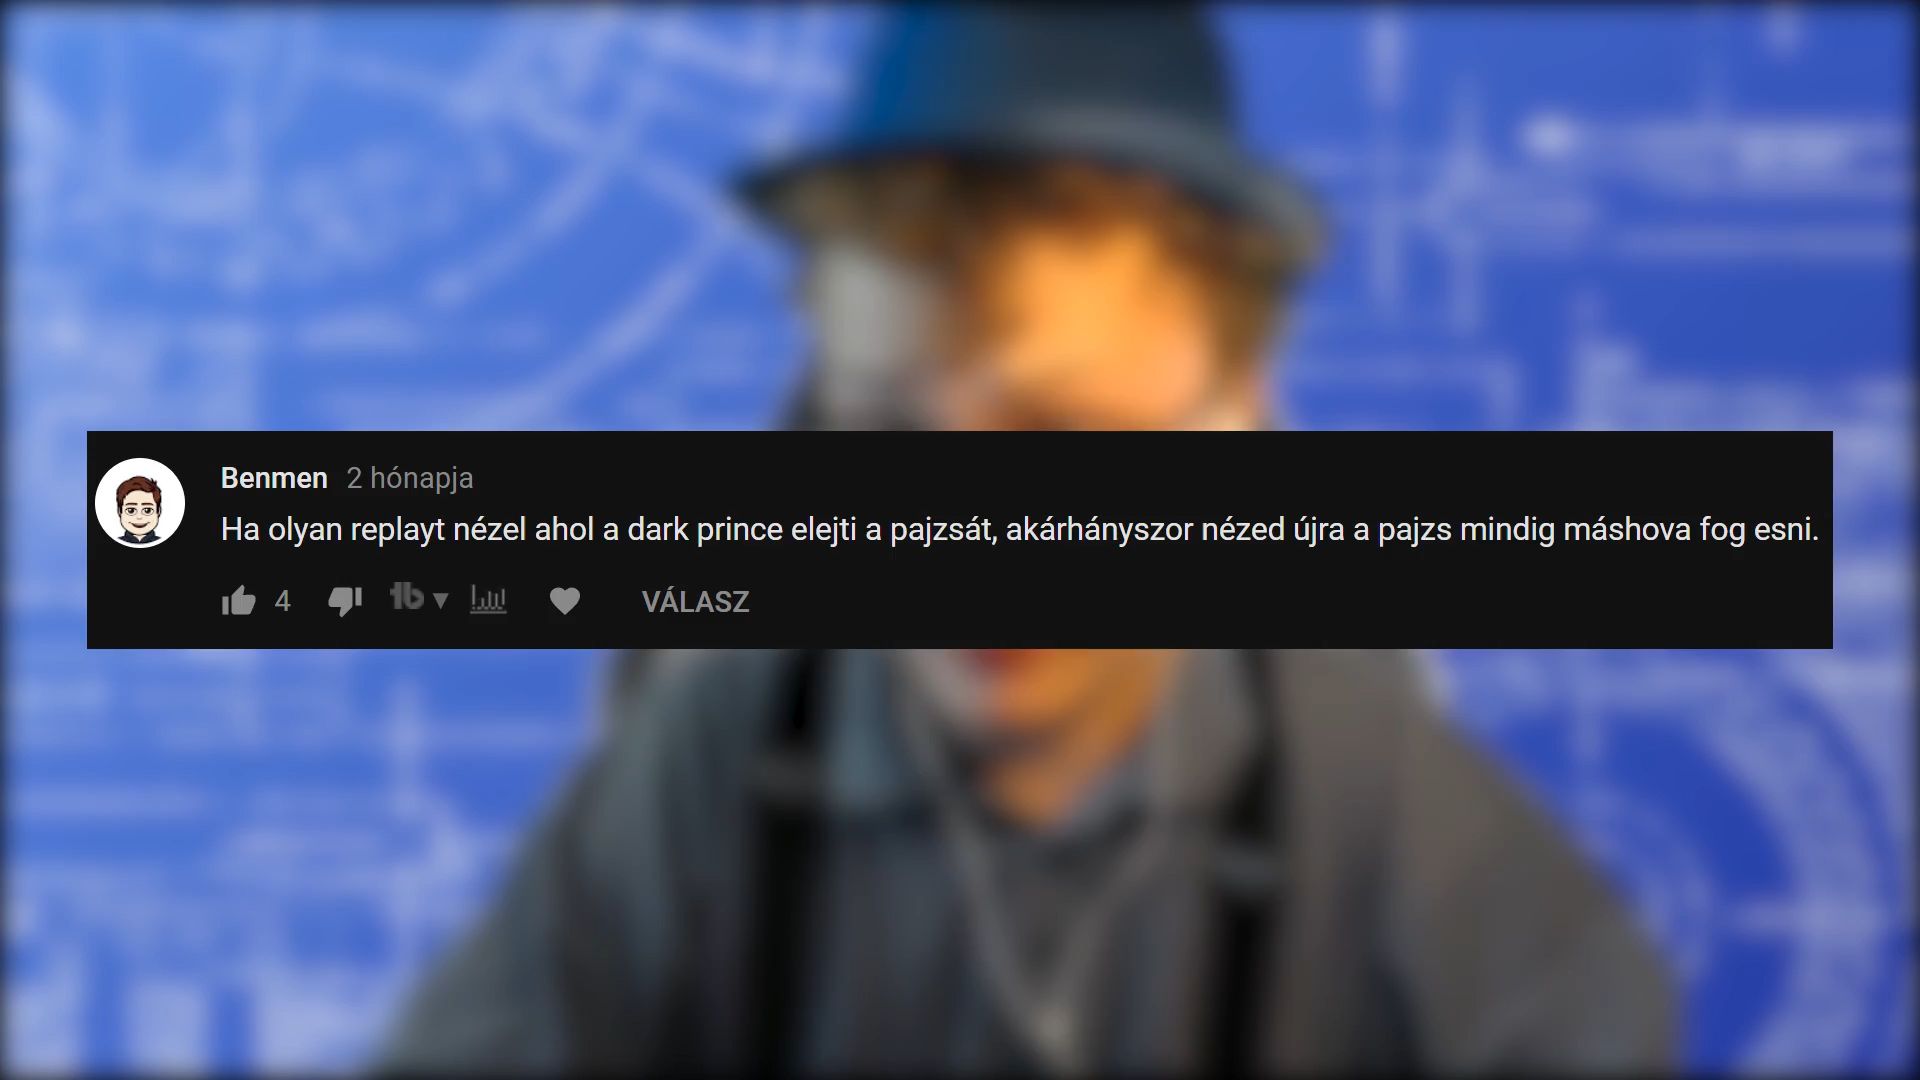 Benmen 2 hónapja
Ha olyan replayt nézel ahol a dark prince elejti a pajzsát, akárhányszor nézed újra a pajzs mindig máshova fog esni.
4 tb VÁLASZ